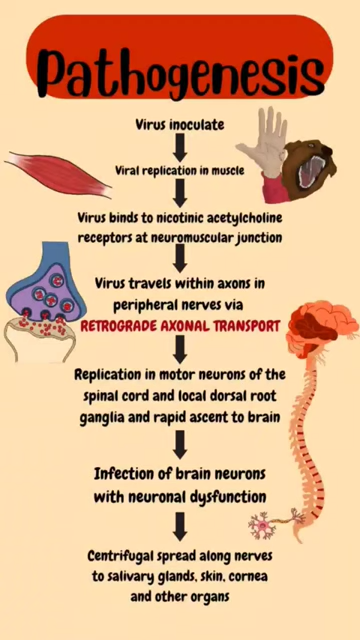 Pathogenesis
Virus inoculate
Viral replication in muscle
Virus binds to nicotinic acetylcholine
receptors at neuromuscular junction
Virus travels within axons in
peripheral nerves via
RETROGRADE AXONAL TRANSPORT
Replication in motor neurons of the
spinal cord and local dorsal root
ganglia and rapid ascent to brain
Infection of brain neurons
with neuronal dysfunction
Centrifugal spread along nerves
to salivary glands, skin, cornea
and other organs